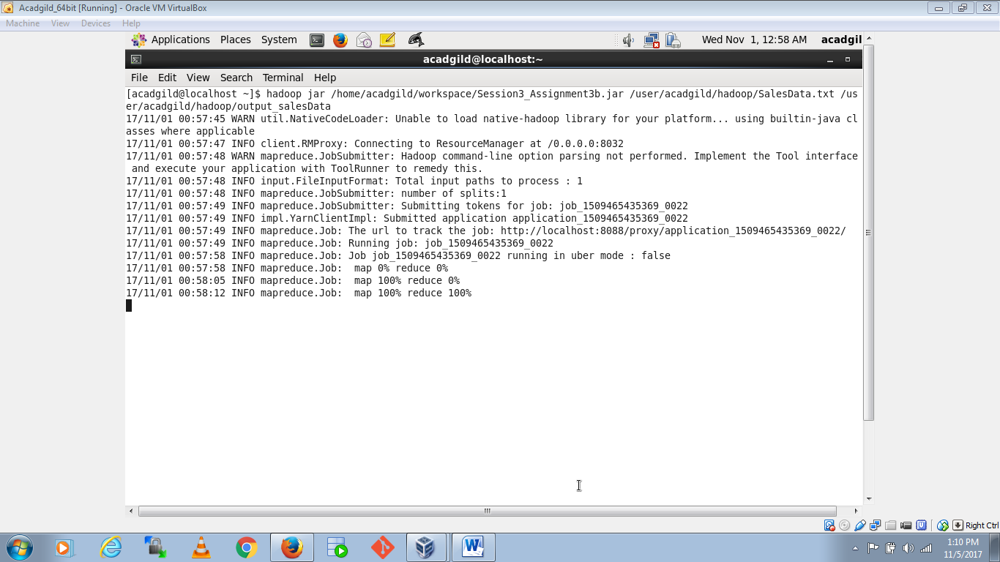 Acadgild_64bit [Running] - Oracle VM VirtualBox
Machine View Devices Help
Applications Places System Wed Nov 1, 12:58 AM acadgil
acadgild@localhost:~
File Edit View Search Terminal Help
[acadgild@localhost ~]$ hadoop jar /home/acadgild/workspace/Session3_Assignment3b.jar /user/acadgild/hadoop/SalesData.txt /us
er/acadgild/hadoop/output_salesData
17/11/01 00:57:45 WARN util.NativeCodeLoader: Unable to load native-hadoop library for your platform... using builtin-java cl
asses where applicable
17/11/01 00:57:47 INFO client.RMProxy: Connecting to ResourceManager at /0.0.0.0:8032
17/11/01 00:57:48 WARN mapreduce.JobSubmitter: Hadoop command-line option parsing not performed. Implement the Tool interface
 and execute your application with ToolRunner to remedy this.
17/11/01 00:57:48 INFO input.FileInputFormat: Total input paths to process : 1
17/11/01 00:57:48 INFO mapreduce.JobSubmitter: number of splits:1
17/11/01 00:57:49 INFO mapreduce.JobSubmitter: Submitting tokens for job: job_1509465435369_0022
17/11/01 00:57:49 INFO impl.YarnClientImpl: Submitted application application_1509465435369_0022
17/11/01 00:57:49 INFO mapreduce.Job: The url to track the job: http://localhost:8088/proxy/application_1509465435369_0022/
17/11/01 00:57:49 INFO mapreduce.Job: Running job: job_1509465435369_0022
17/11/01 00:57:58 INFO mapreduce.Job: Job job_1509465435369_0022 running in uber mode : false
17/11/01 00:57:58 INFO mapreduce.Job:  map 0% reduce 0%
17/11/01 00:58:05 INFO mapreduce.Job:  map 100% reduce 0%
17/11/01 00:58:12 INFO mapreduce.Job:  map 100% reduce 100%
Right Ctrl
1:10 PM
11/5/2017